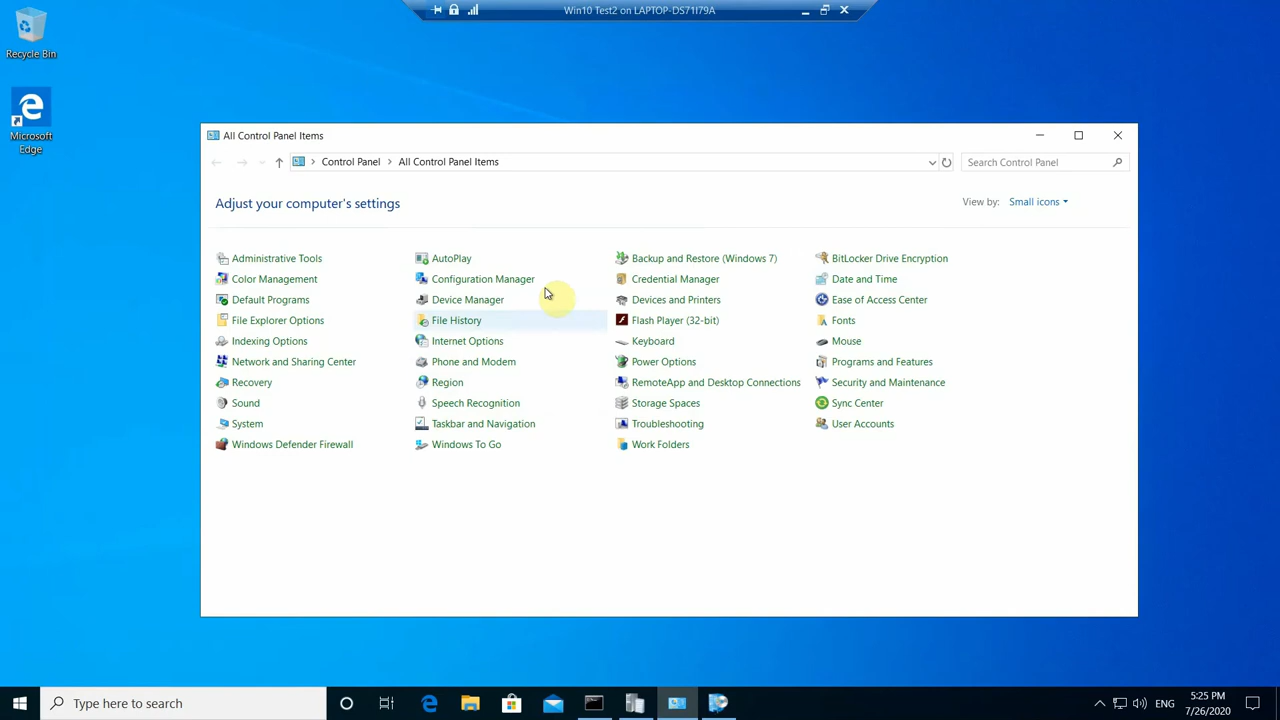 Win10 Test2 on LAPTOP-DS71I79A
Recycle Bin
Microsoft
Edge
All Control Panel Items
Control Panel > All Control Panel Items
Search Control Panel
Adjust your computer's settings
View by: Small icons
Administrative Tools
AutoPlay
Backup and Restore (Windows 7)
BitLocker Drive Encryption
Color Management
Configuration Manager
Credential Manager
Date and Time
Default Programs
Device Manager
Devices and Printers
Ease of Access Center
File Explorer Options
File History
Flash Player (32-bit)
Fonts
Indexing Options
Internet Options
Keyboard
Mouse
Network and Sharing Center
Phone and Modem
Power Options
Programs and Features
Recovery
Region
RemoteApp and Desktop Connections
Security and Maintenance
Sound
Speech Recognition
Storage Spaces
Sync Center
System
Taskbar and Navigation
Troubleshooting
User Accounts
Windows Defender Firewall
Windows To Go
Work Folders
Type here to search
ENG
5:25 PM
7/26/2020